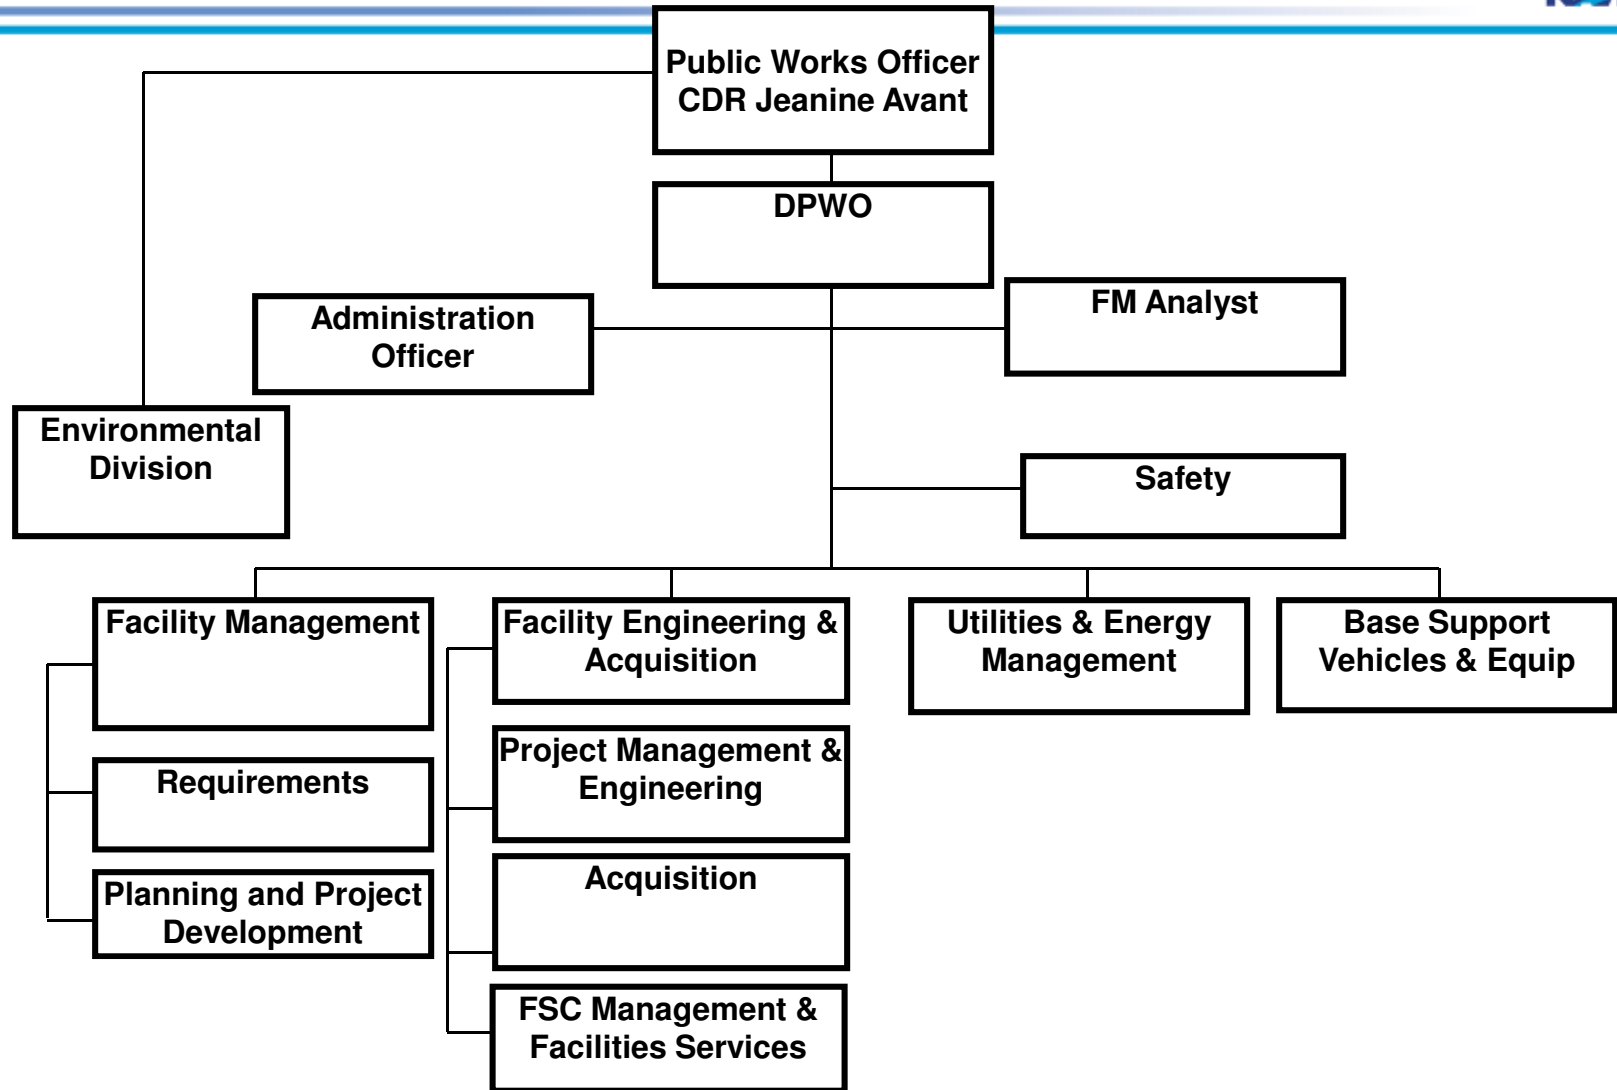 Public Works Officer
CDR Jeanine Avant
DPWO
Administration
Officer
FM Analyst
Environmental
Division
Safety
Facility Management
Facility Engineering &
Acquisition
Utilities & Energy
Management
Base Support
Vehicles & Equip
Project Management &
Engineering
Requirements
Acquisition
Planning and Project
Development
FSC Management &
Facilities Services